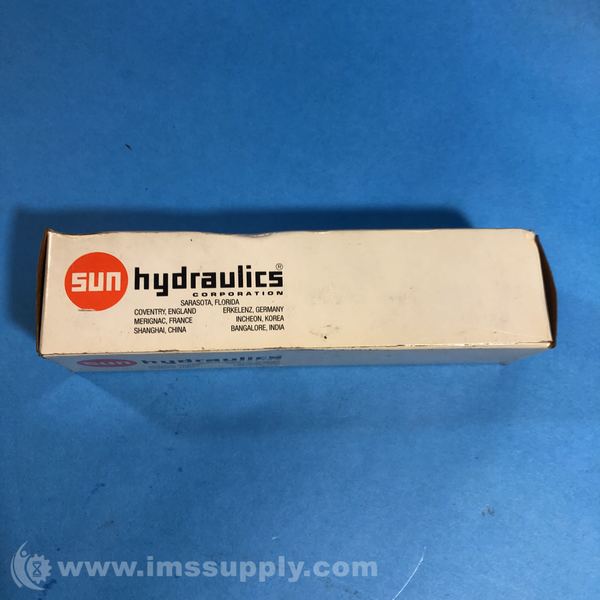 sun hydraulics®
CORPORATION
SARASOTA, FLORIDA
COVENTRY, ENGLAND ERKELENZ, GERMANY
MERIGNAC, FRANCE INCHEON, KOREA
SHANGHAI, CHINA BANGALORE, INDIA
sun hydraulics
www.imssupply.com